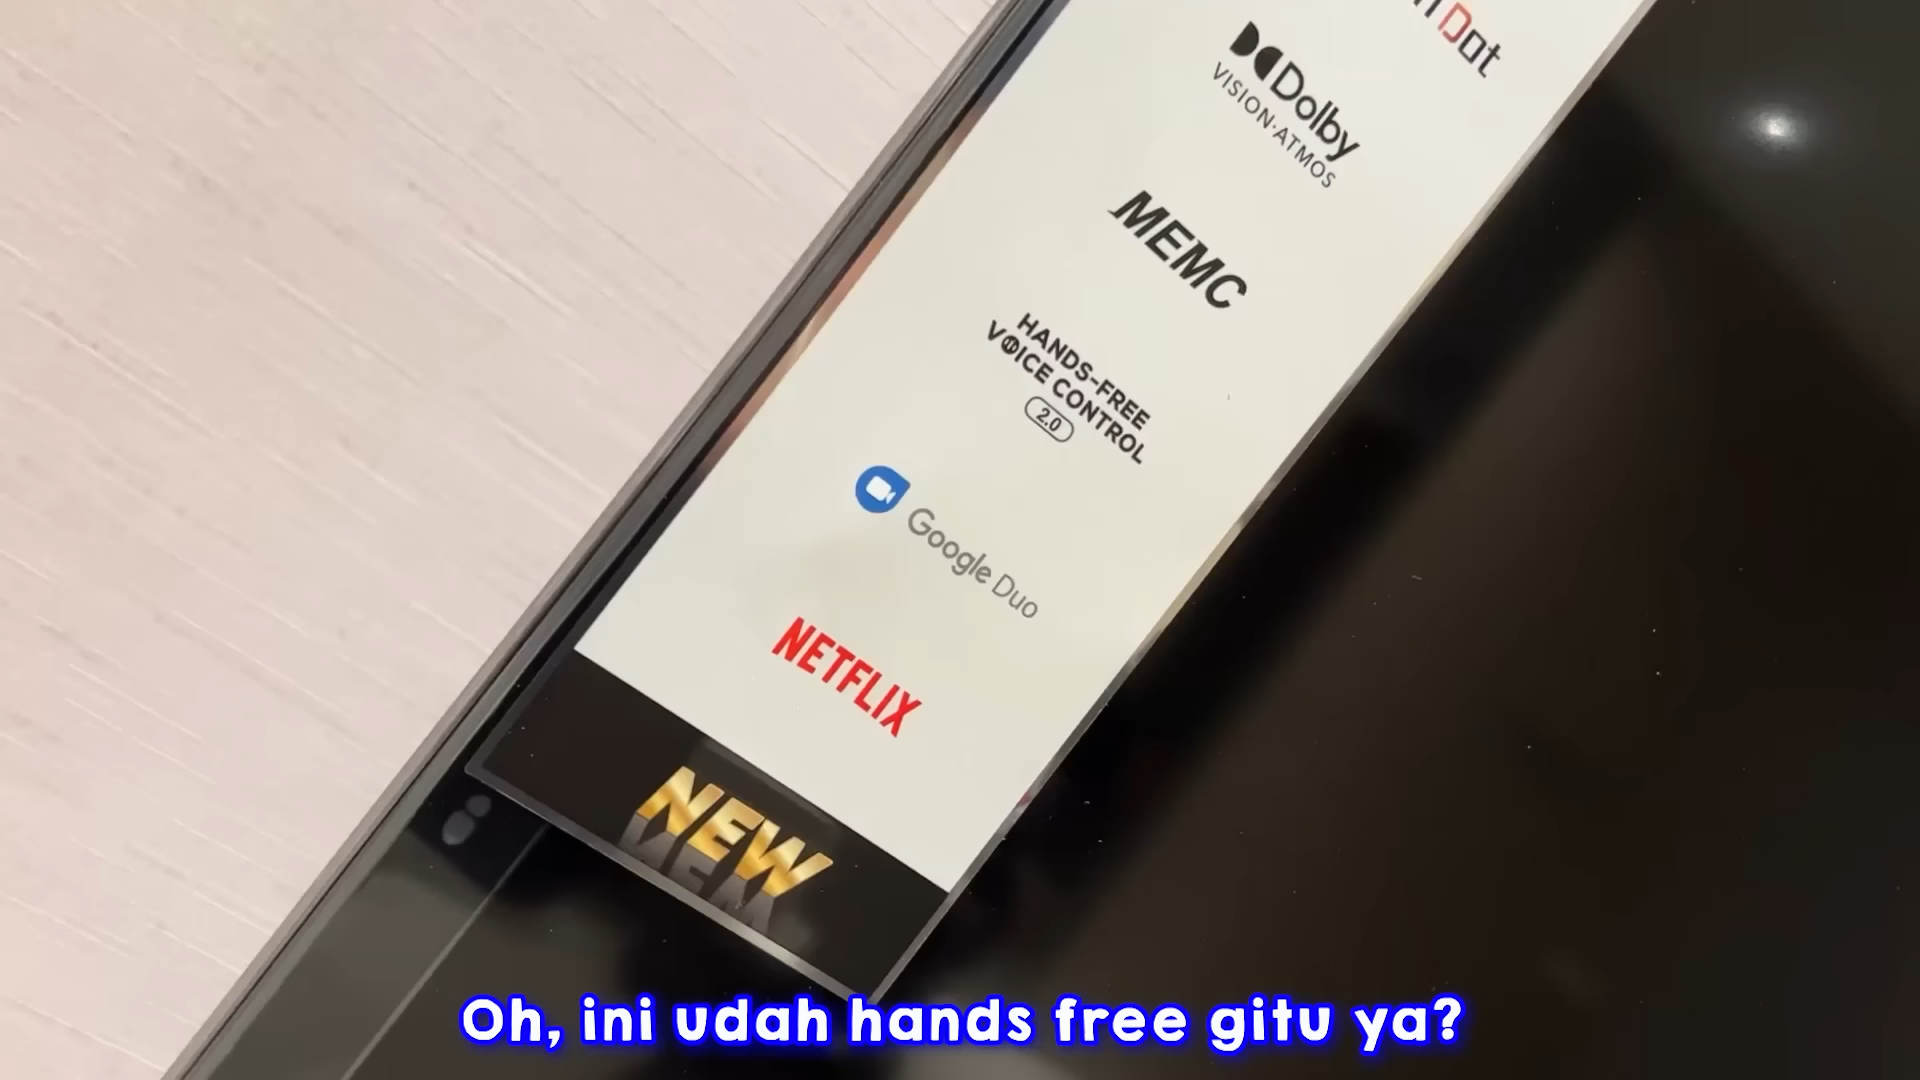 Dolby
VISION·ATMOS
MEMC
HANDS-FREE
VOICE CONTROL
2.0
Google Duo
NETFLIX
NEW
Oh, ini udah hands free gitu ya?